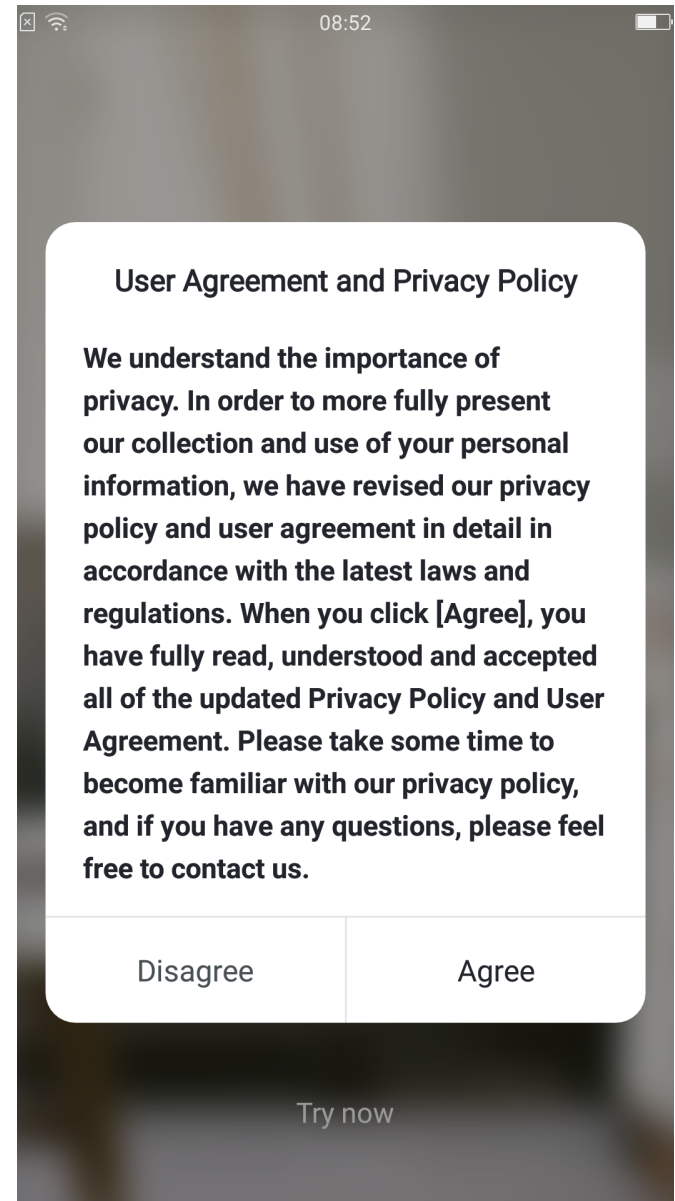 08:52
User Agreement and Privacy Policy
We understand the importance of
privacy. In order to more fully present
our collection and use of your personal
information, we have revised our privacy
policy and user agreement in detail in
accordance with the latest laws and
regulations. When you click [Agree], you
have fully read, understood and accepted
all of the updated Privacy Policy and User
Agreement. Please take some time to
become familiar with our privacy policy,
and if you have any questions, please feel
free to contact us.
Disagree
Agree
Try now